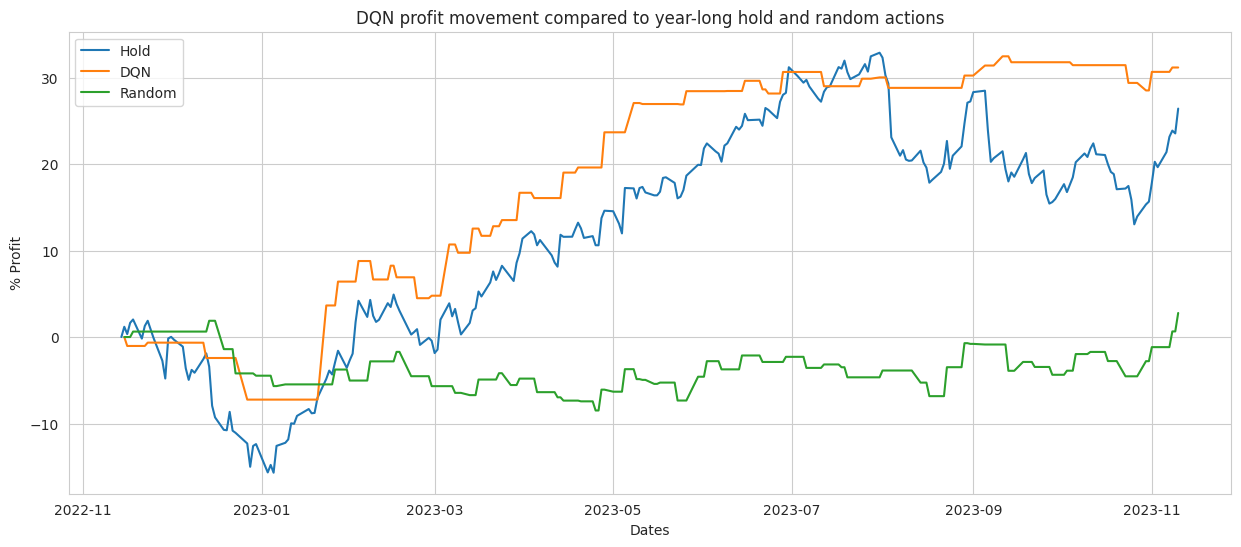 DQN profit movement compared to year-long hold and random actions
Hold
DQN
Random
% Profit
30
20
10
0
−10
2022-11
2023-01
2023-03
2023-05
2023-07
2023-09
2023-11
Dates